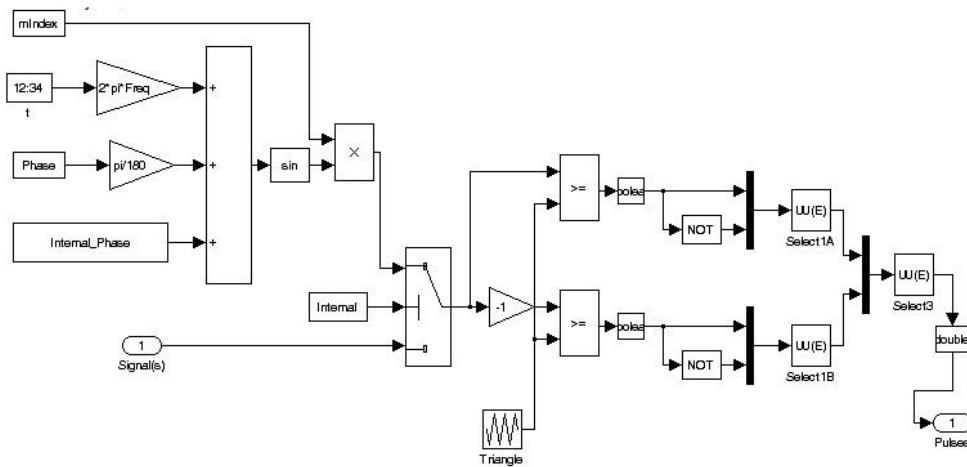 mIndex
12:34
t
2*pi*Freq
+
Phase
pi/180
+
Internal_Phase
+
sin
×
Internal
1
Signal(s)
-1
>=
NOT
U U(E)
Select1A
>=
NOT
U U(E)
Select1B
U U(E)
Select3
double
1
Pulses
Triangle